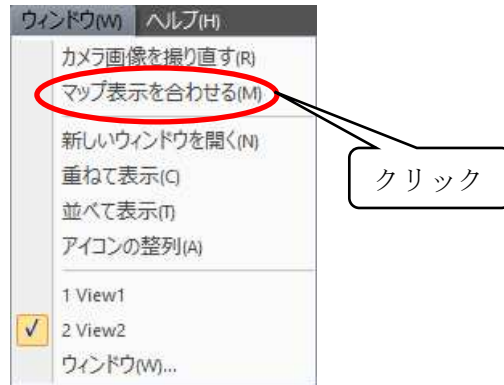 ウィンドウ(W) ヘルプ(H)
カメラ画像を撮り直す(R)
マップ表示を合わせる(M)
新しいウィンドウを開く(N)
クリック
重ねて表示(C)
並べて表示(T)
アイコンの整列(A)
1 View1
2 View2
ウィンドウ(W)...